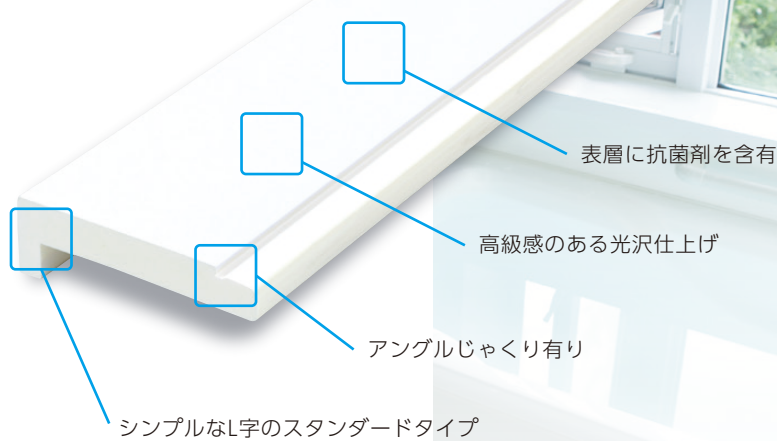 表層に抗菌剤を含有
高級感のある光沢仕上げ
アングルじゃくり有り
シンプルなL字のスタンダードタイプ